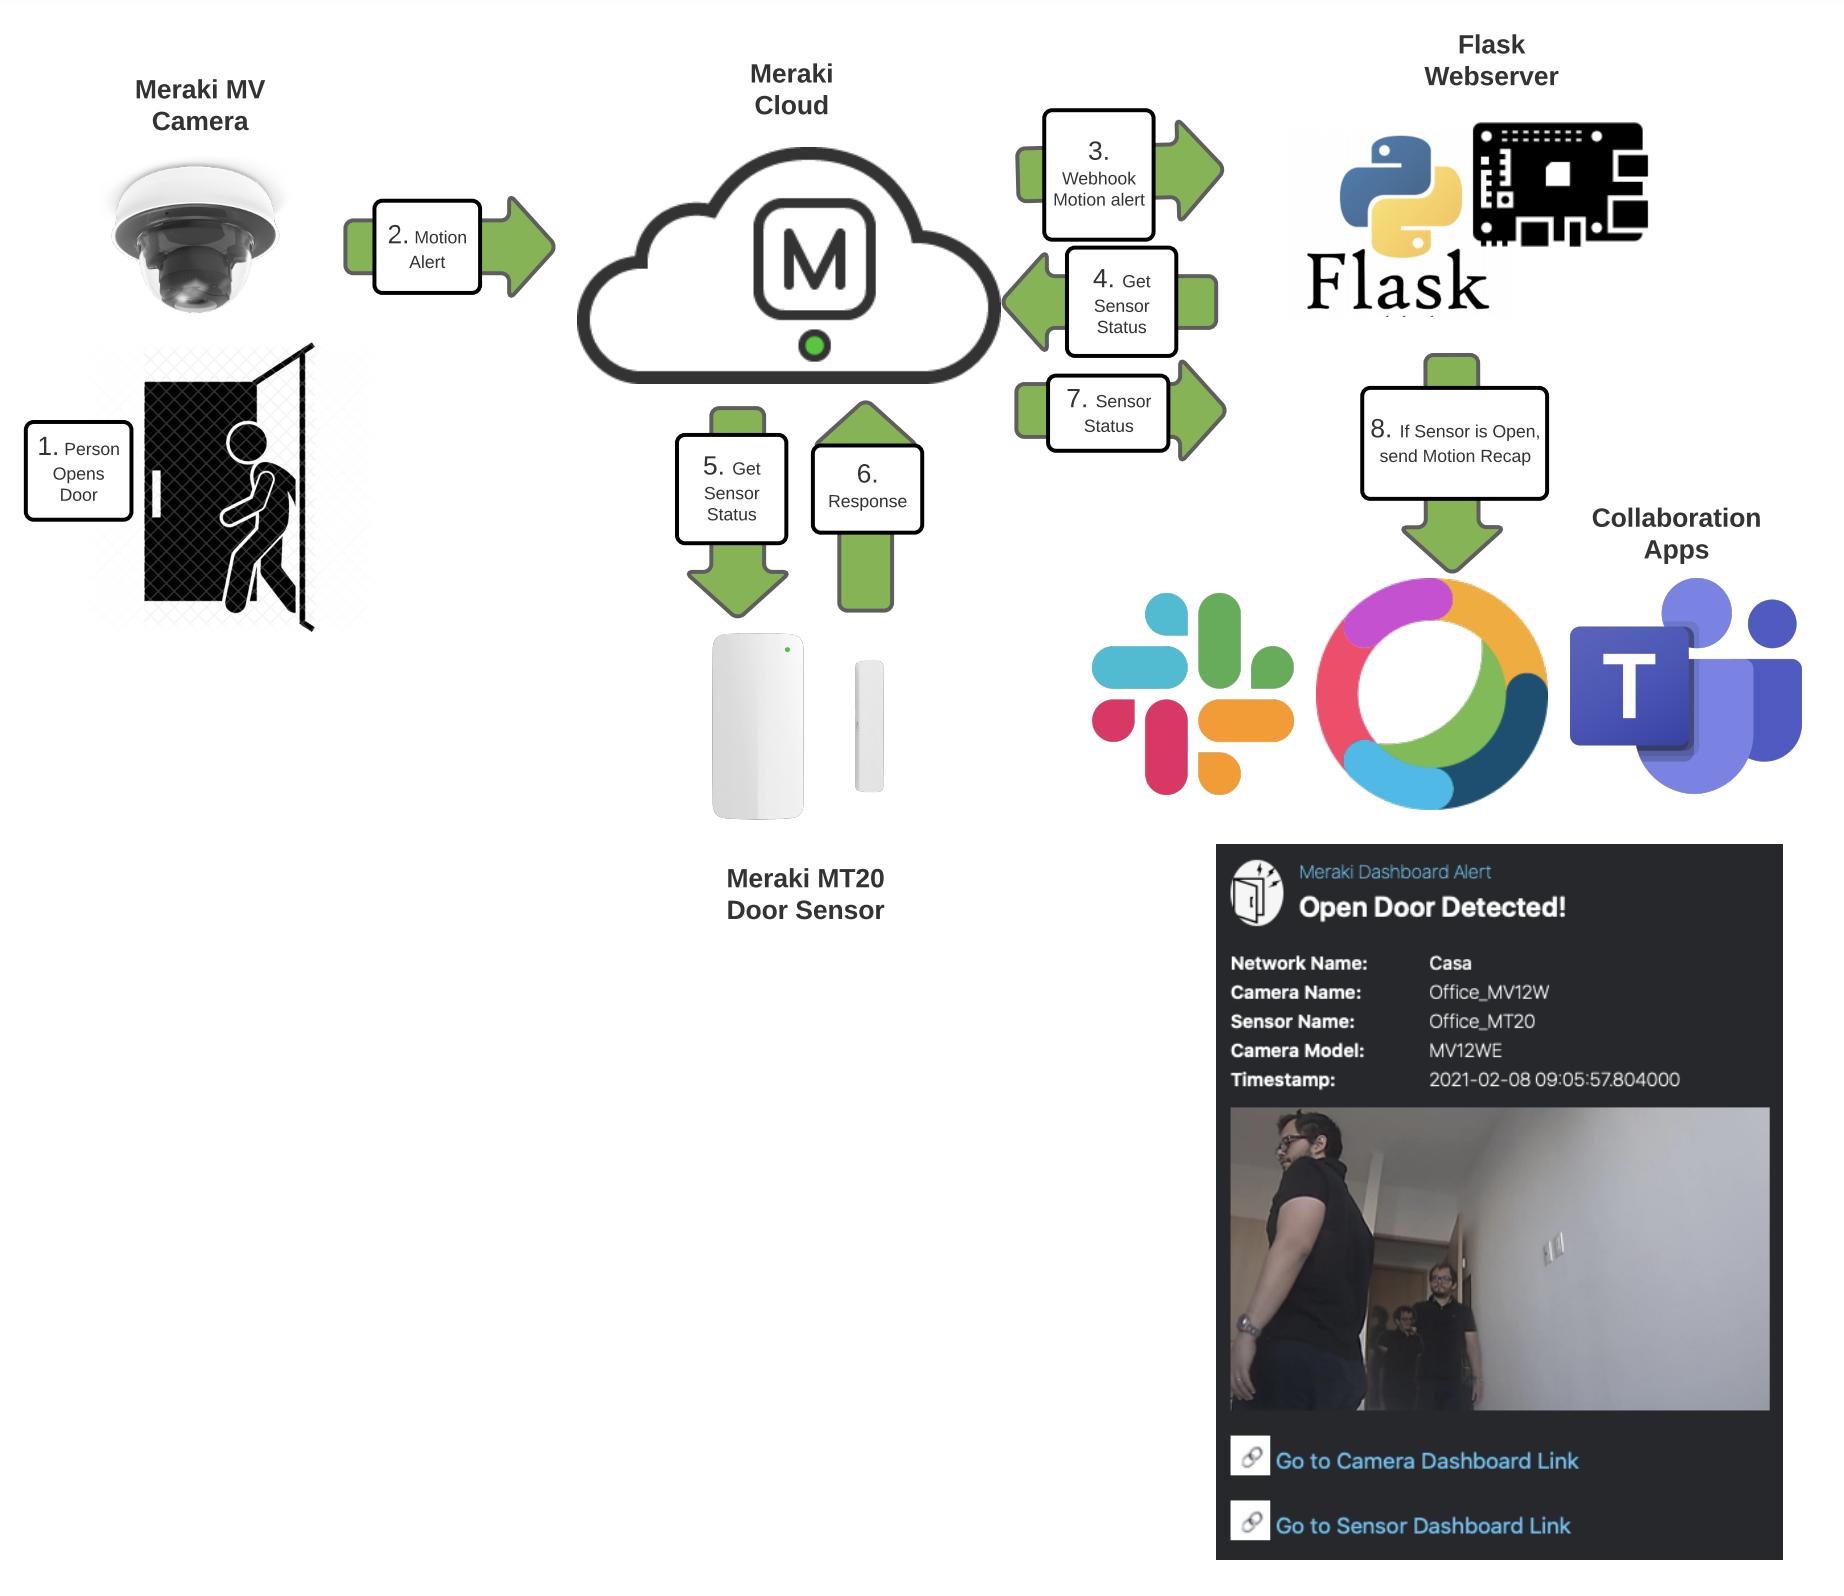 Meraki MV
Camera
Meraki
Cloud
Flask
Webserver
1. Person
Opens
Door
2. Motion
Alert
M
3.
Webhook
Motion alert
4. Get
Sensor
Status
7. Sensor
Status
Flask
5. Get
Sensor
Status
6.
Response
8. If Sensor is Open,
send Motion Recap
Collaboration
Apps
T
Meraki MT20
Door Sensor
Meraki Dashboard Alert
Open Door Detected!
Network Name: Casa
Camera Name: Office_MV12W
Sensor Name: Office_MT20
Camera Model: MV12WE
Timestamp: 2021-02-08 09:05:57.804000
Go to Camera Dashboard Link
Go to Sensor Dashboard Link